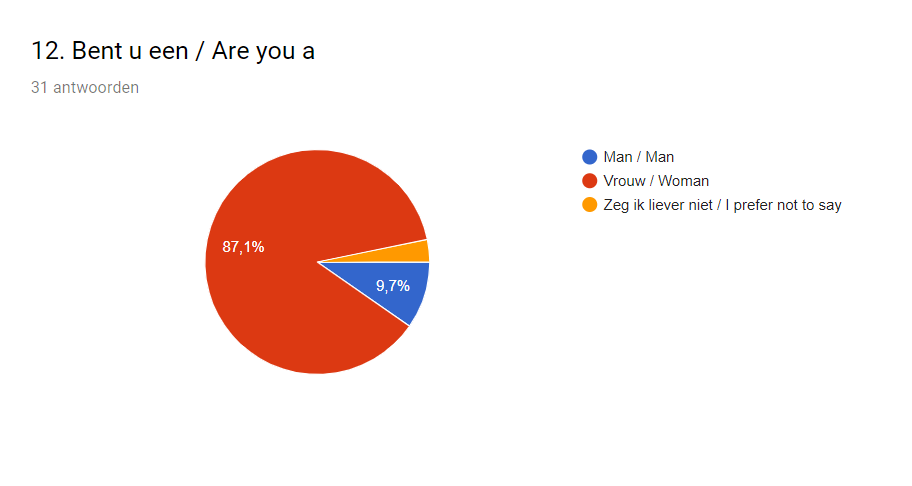 12. Bent u een / Are you a
31 antwoorden
Man / Man
Vrouw / Woman
Zeg ik liever niet / I prefer not to say
87,1%
9,7%